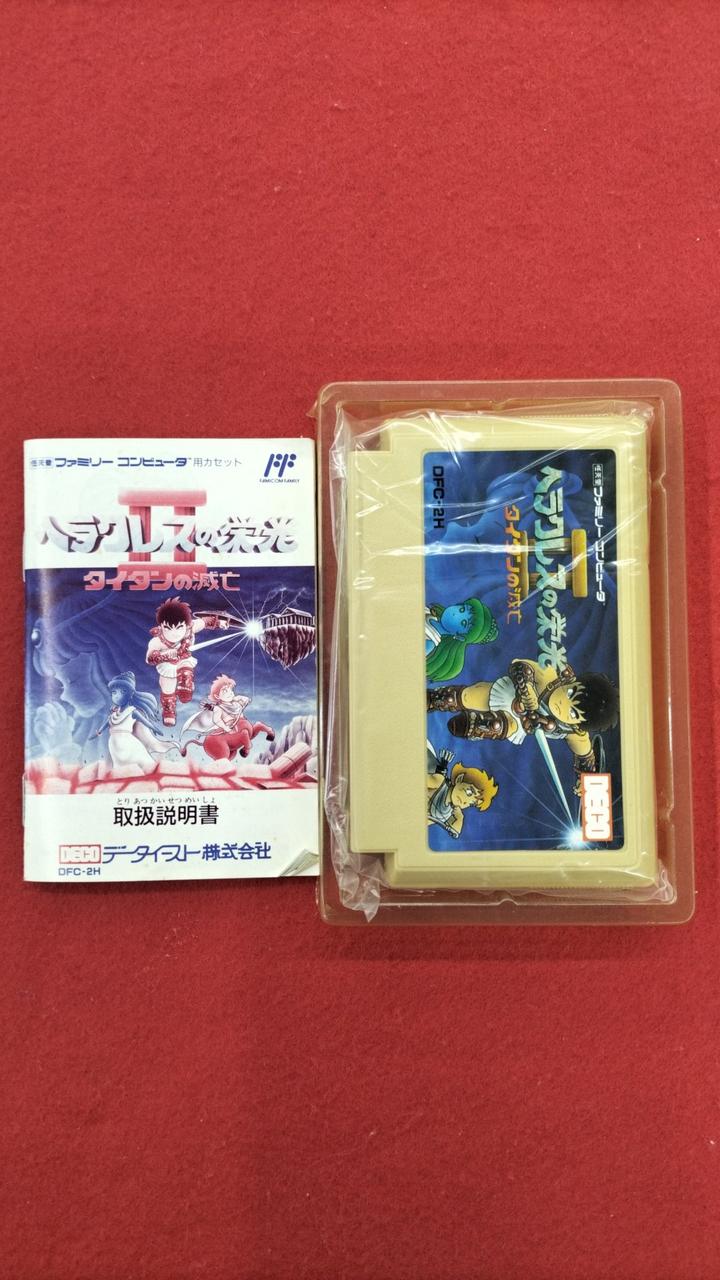 任天堂 ファミリー コンピュータ™ 用カセット
FF
FAMICOM FAMILY
II
ヘラクレスの栄光
タイタンの滅亡
とり あつ かい せつ めい しょ
取扱説明書
DECO データイースト株式会社
DFC-2H
任天堂 ファミリー コンピュータ™
II
ヘラクレスの栄光
タイタンの滅亡
DFC-2H
DECO